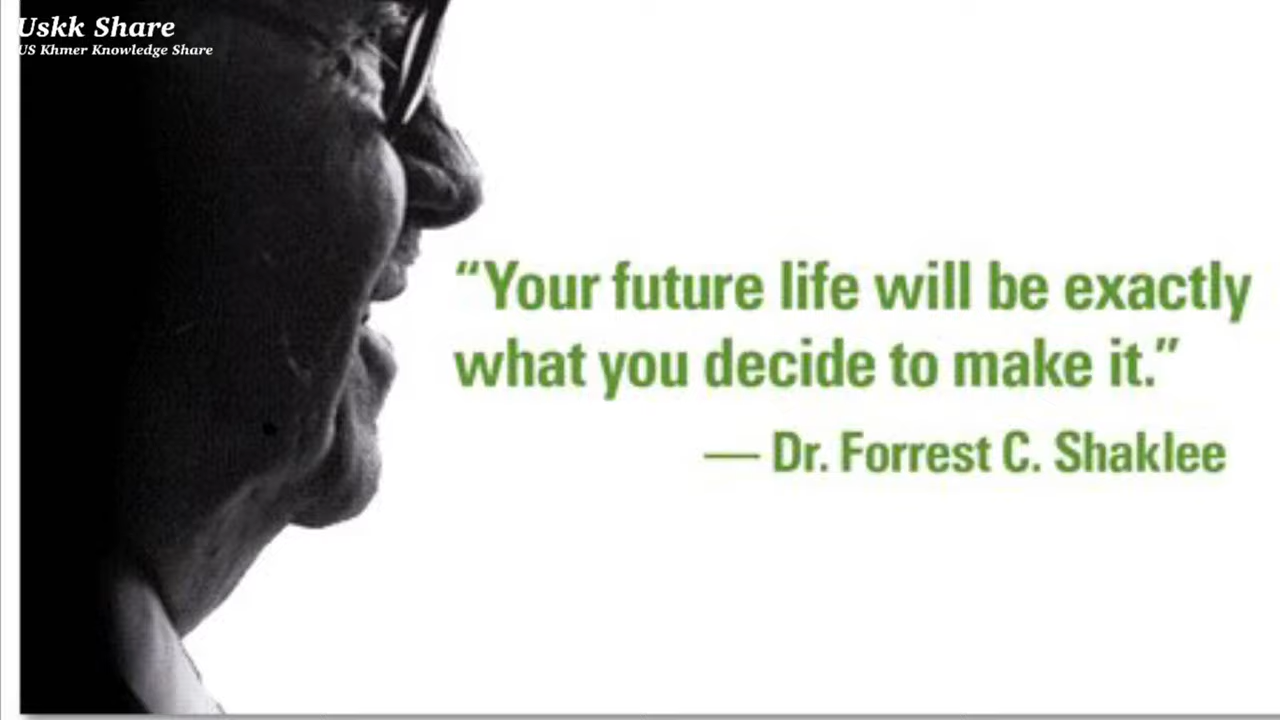 Uskk Share
US Khmer Knowledge Share
“Your future life will be exactly
what you decide to make it.”
— Dr. Forrest C. Shaklee